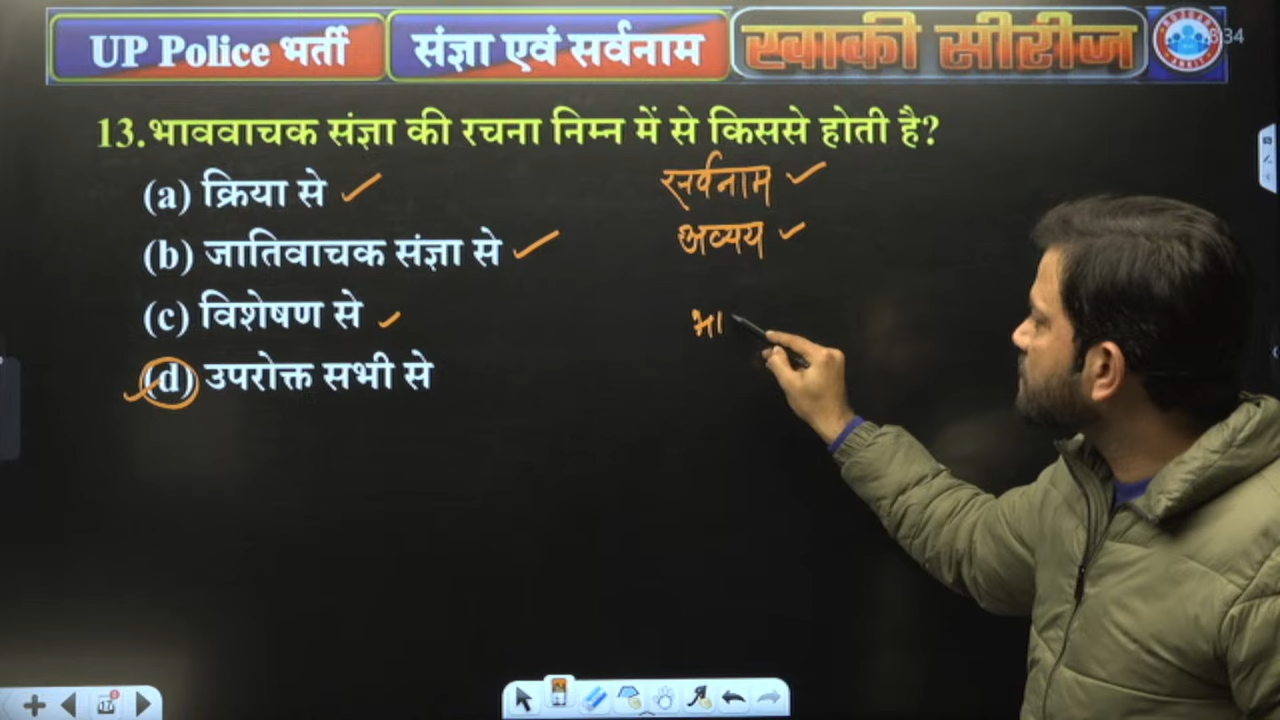 UP Police भर्ती
संज्ञा एवं सर्वनाम
खाकी सीरीज
13.भाववाचक संज्ञा की रचना निम्न में से किससे होती है?
(a) क्रिया से
(b) जातिवाचक संज्ञा से
(c) विशेषण से
(d) उपरोक्त सभी से
सर्वनाम
अव्यय
भा